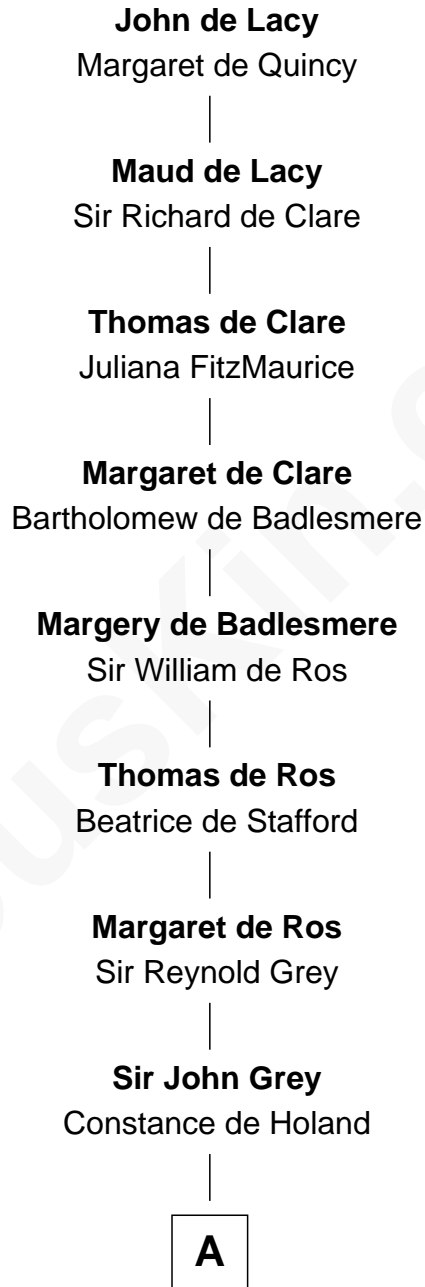 John de Lacy
Margaret de Quincy
Maud de Lacy
Sir Richard de Clare
Thomas de Clare
Juliana FitzMaurice
Margaret de Clare
Bartholomew de Badlesmere
Margery de Badlesmere
Sir William de Ros
Thomas de Ros
Beatrice de Stafford
Margaret de Ros
Sir Reynold Grey
Sir John Grey
Constance de Holand
A